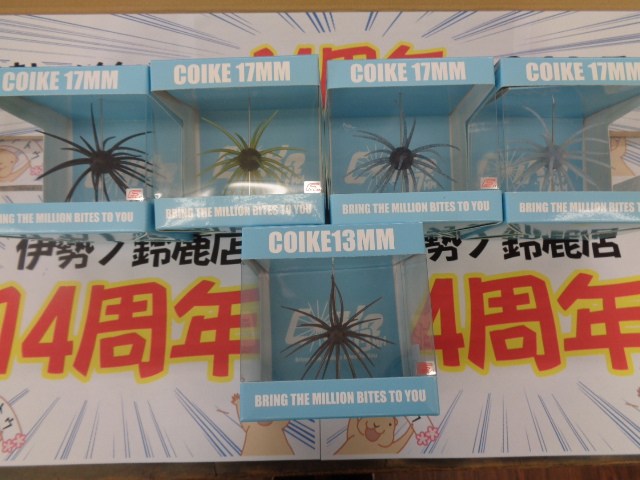 COIKE 17MM
COIKE 17MM
COIKE 17MM
COIKE 17MM
BRING THE MILLION BITES TO YOU
BRING THE MILLION BITES TO YOU
BRING THE MILLION BITES TO YOU
BRING THE MILLION BITES TO YOU
伊勢ノ鈴鹿店
ノ鈴鹿店
COIKE13MM
14周年
4周年
BRING THE MILLION BITES TO YOU